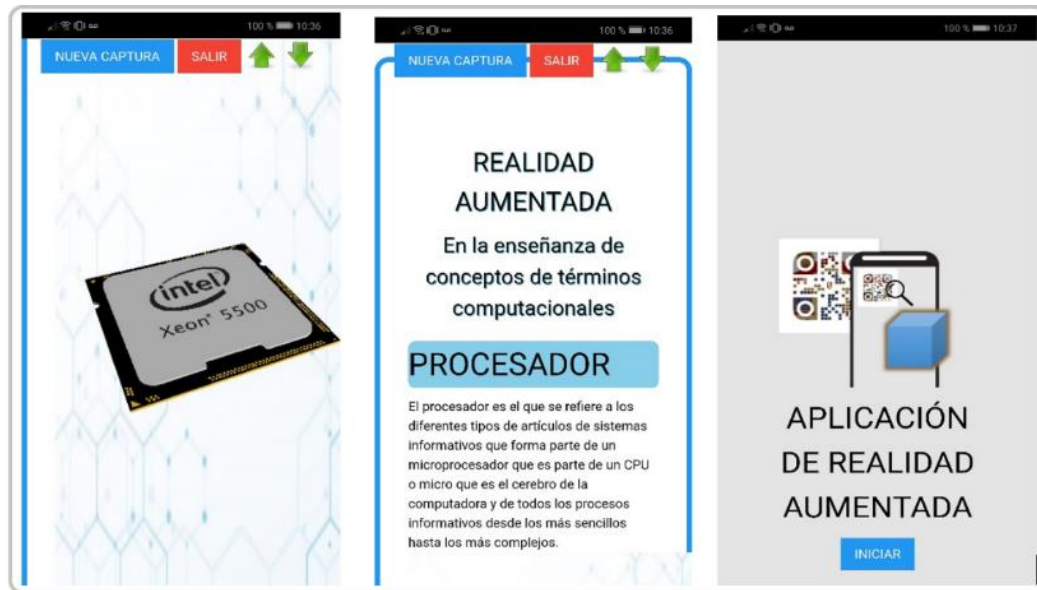 100 % 10:36
NUEVA CAPTURA
SALIR
intel
Xeon® 5500
100 % 10:36
NUEVA CAPTURA
SALIR
REALIDAD
AUMENTADA
En la enseñanza de
conceptos de términos
computacionales
PROCESADOR
El procesador es el que se refiere a los
diferentes tipos de artículos de sistemas
informativos que forma parte de un
microprocesador que es parte de un CPU
o micro que es el cerebro de la
computadora y de todos los procesos
informativos desde los más sencillos
hasta los más complejos.
100 % 10:37
APLICACIÓN
DE REALIDAD
AUMENTADA
INICIAR